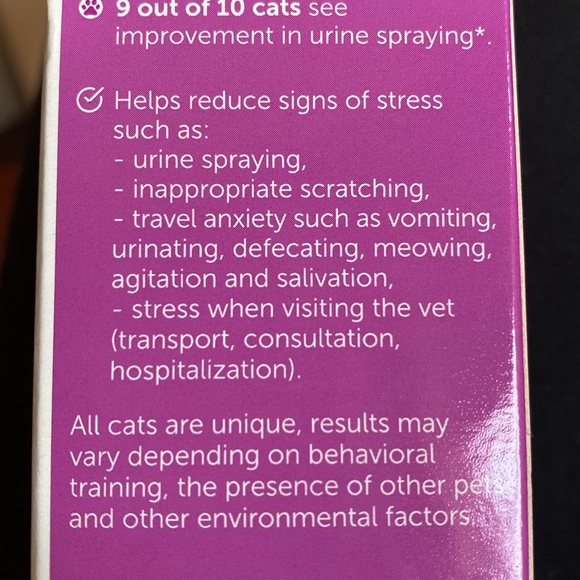 9 out of 10 cats see
improvement in urine spraying*.
Helps reduce signs of stress
such as:
- urine spraying,
- inappropriate scratching,
- travel anxiety such as vomiting,
urinating, defecating, meowing,
agitation and salivation,
- stress when visiting the vet
(transport, consultation,
hospitalization).
All cats are unique, results may
vary depending on behavioral
training, the presence of other pets
and other environmental factors.